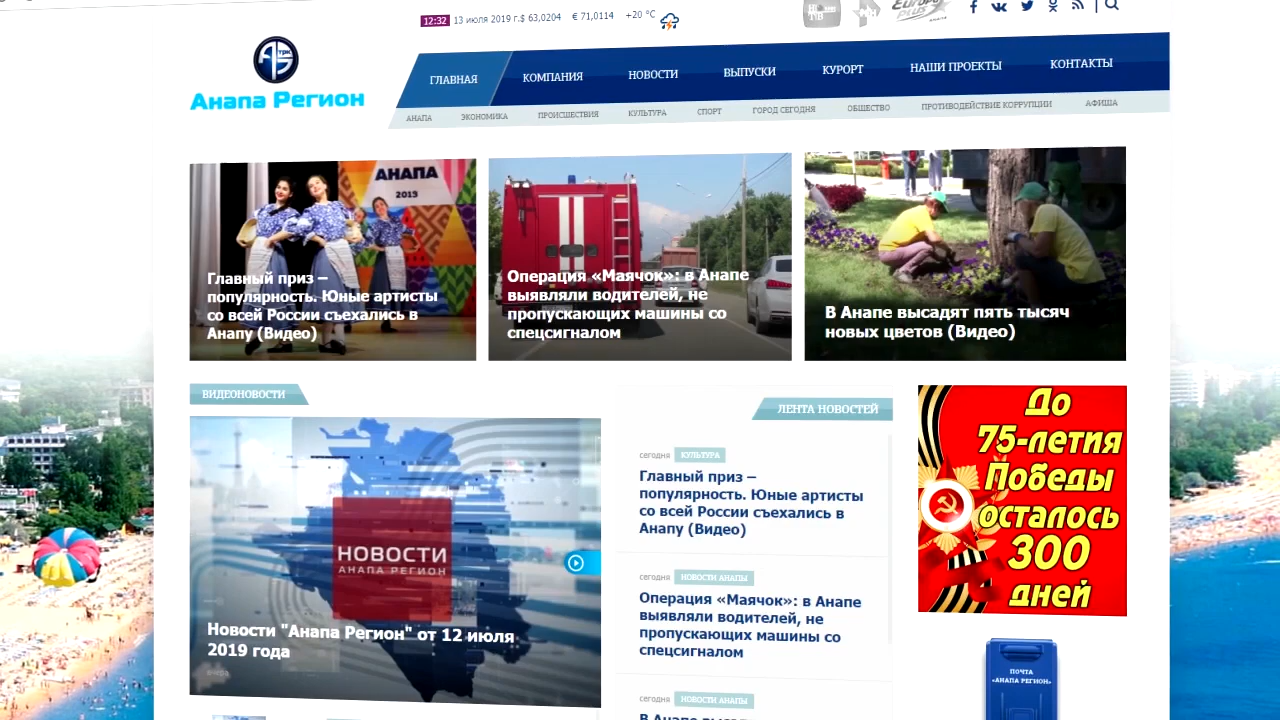 12:32 13 июля 2019 г.$ 63,0204 € 71,0114 +20 °C
Europa plus
АНАПА
АТРК
Анапа Регион
ГЛАВНАЯ КОМПАНИЯ НОВОСТИ ВЫПУСКИ КУРОРТ НАШИ ПРОЕКТЫ КОНТАКТЫ
АНАПА ЭКОНОМИКА ПРОИСШЕСТВИЯ КУЛЬТУРА СПОРТ ГОРОД СЕГОДНЯ ОБЩЕСТВО ПРОТИВОДЕЙСТВИЕ КОРРУПЦИИ АФИША
АНАПА
2019
Главный приз –
популярность. Юные артисты
со всей России съехались в
Анапу (Видео)
Операция «Маячок»: в Анапе
выявляли водителей, не
пропускающих машины со
спецсигналом
В Анапе высадят пять тысяч
новых цветов (Видео)
ВИДЕОНОВОСТИ
НОВОСТИ
АНАПА РЕГИОН
Новости "Анапа Регион" от 12 июля
2019 года
вчера
ЛЕНТА НОВОСТЕЙ
сегодня КУЛЬТУРА
Главный приз –
популярность. Юные артисты
со всей России съехались в
Анапу (Видео)
сегодня НОВОСТИ АНАПЫ
Операция «Маячок»: в Анапе
выявляли водителей, не
пропускающих машины со
спецсигналом
сегодня НОВОСТИ АНАПЫ
До
75-летия
Победы
осталось
300
дней
ПОЧТА
«АНАПА РЕГИОН»